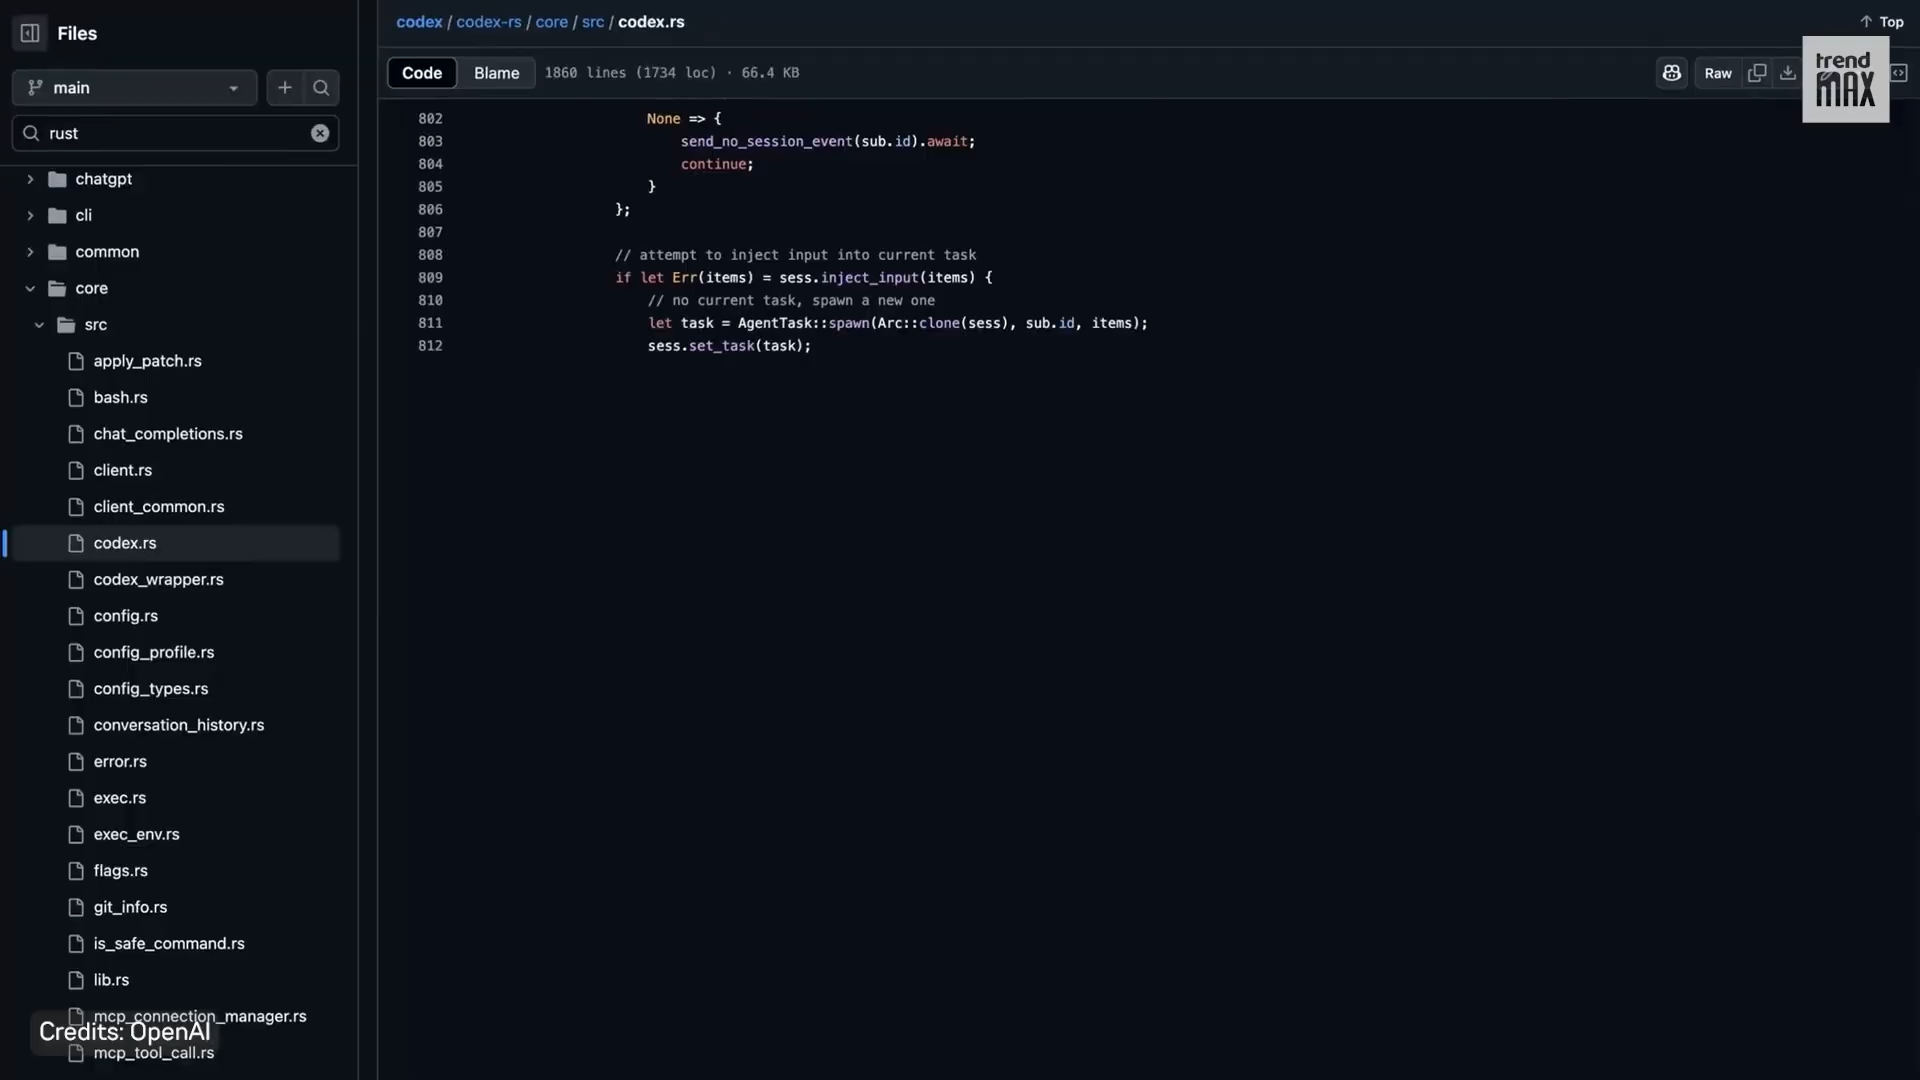 Files
main
rust
chatgpt
cli
common
core
src
apply_patch.rs
bash.rs
chat_completions.rs
client.rs
client_common.rs
codex.rs
codex_wrapper.rs
config.rs
config_profile.rs
config_types.rs
conversation_history.rs
error.rs
exec.rs
exec_env.rs
flags.rs
git_info.rs
is_safe_command.rs
lib.rs
mcp_connection_manager.rs
Credits: OpenAI
mcp_tool_call.rs
codex / codex-rs / core / src / codex.rs
Top
Code Blame 1860 lines (1734 loc) · 66.4 KB
Raw
trend
MAX
802 None => {
803 send_no_session_event(sub.id).await;
804 continue;
805 }
806 };
807
808 // attempt to inject input into current task
809 if let Err(items) = sess.inject_input(items) {
810 // no current task, spawn a new one
811 let task = AgentTask::spawn(Arc::clone(sess), sub.id, items);
812 sess.set_task(task);